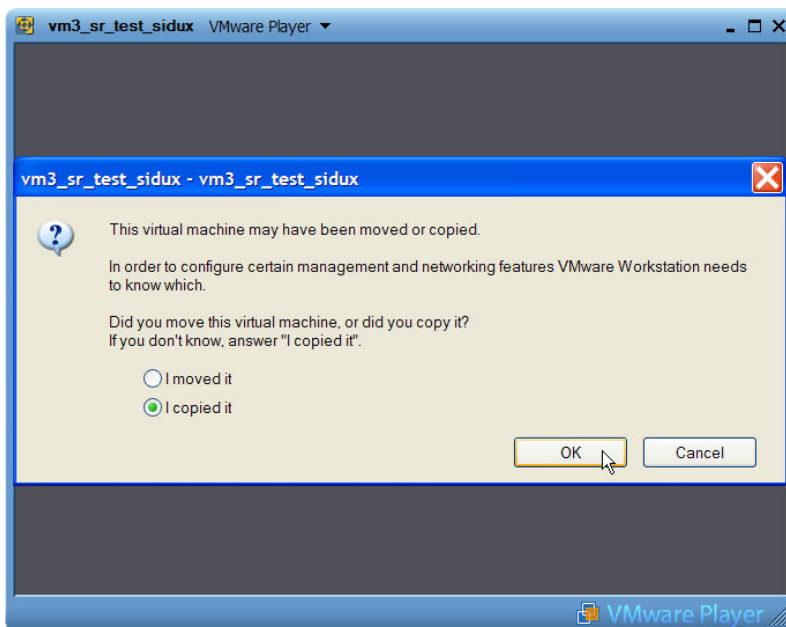 vm3_sr_test_sidux VMware Player
vm3_sr_test_sidux - vm3_sr_test_sidux
This virtual machine may have been moved or copied.
In order to configure certain management and networking features VMware Workstation needs
to know which.
Did you move this virtual machine, or did you copy it?
If you don't know, answer "I copied it".
I moved it
I copied it
OK Cancel
VMware Player